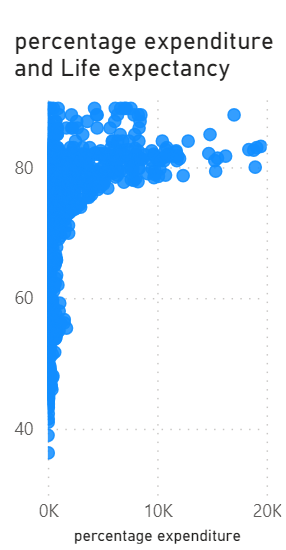 percentage expenditure
and Life expectancy
80
60
40
0K 10K 20K
percentage expenditure